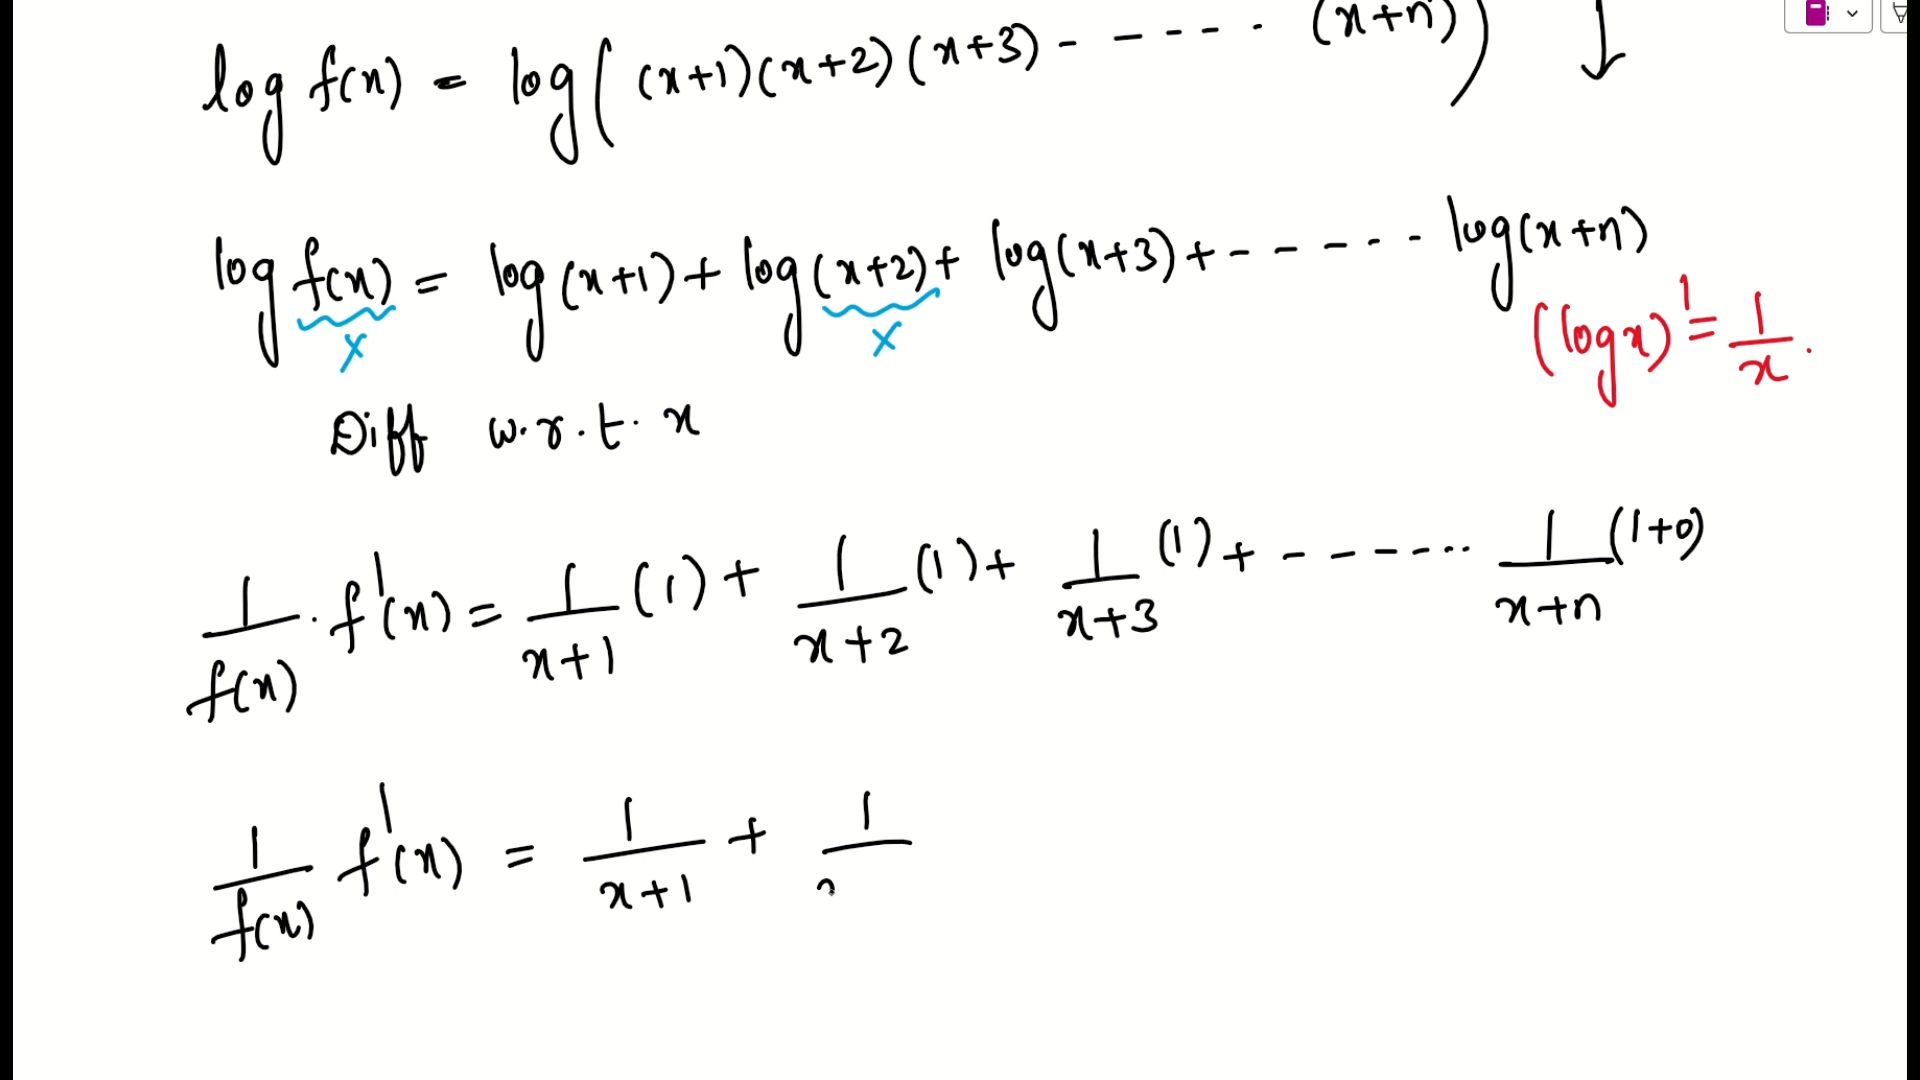 log f(x) = log( (x+1)(x+2)(x+3)- - - - - - (x+n) )
log f(x) = log(x+1) + log(x+2) + log(x+3) + - - - - - log(x+n)
x x
(log x)' = 1/x .
Diff w.r.t. x
1/f(x) . f'(x) = 1/(x+1) (1) + 1/(x+2) (1) + 1/(x+3) (1) + - - - - - - 1/(x+n) (1+0)
1/f(x) f'(x) = 1/(x+1) + 1/